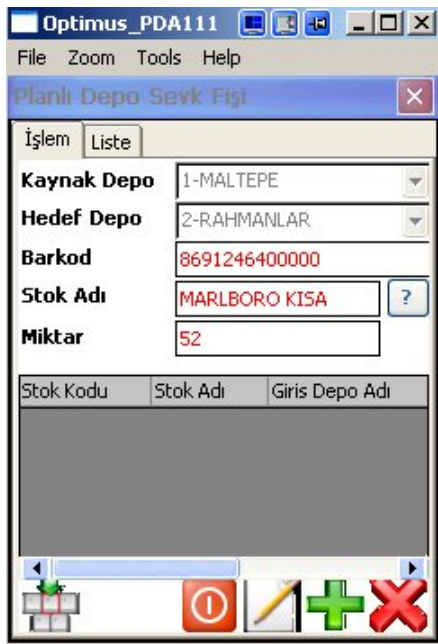 Optimus_PDA111
File Zoom Tools Help
Planlı Depo Sevk Fişi
İşlem Liste
Kaynak Depo 1-MALTEPE
Hedef Depo 2-RAHMANLAR
Barkod 8691246400000
Stok Adı MARLBORO KISA ?
Miktar 52
Stok Kodu Stok Adı Giris Depo Adı